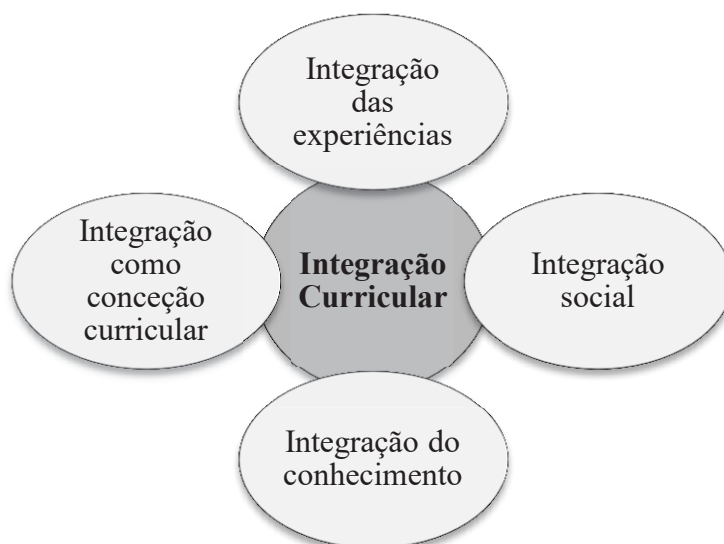 Integração
das
experiências
Integração
como
conceção
curricular
Integração
Curricular
Integração
social
Integração do
conhecimento